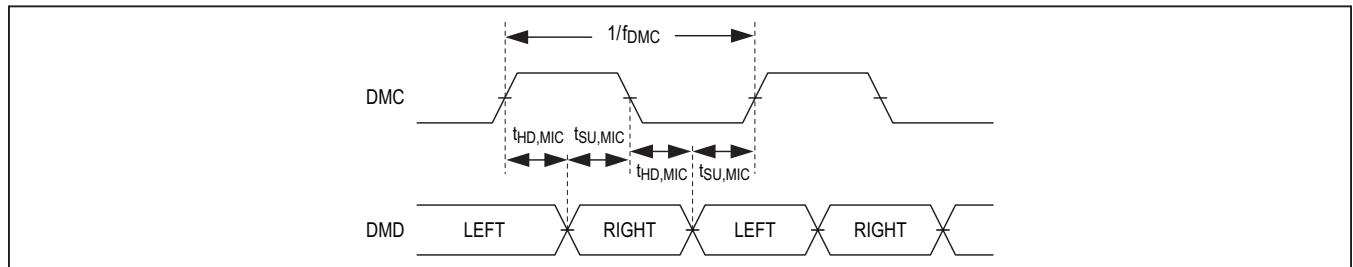 1/fDMC
DMC
tHD,MIC tSU,MIC
tHD,MIC tSU,MIC
DMD LEFT RIGHT LEFT RIGHT